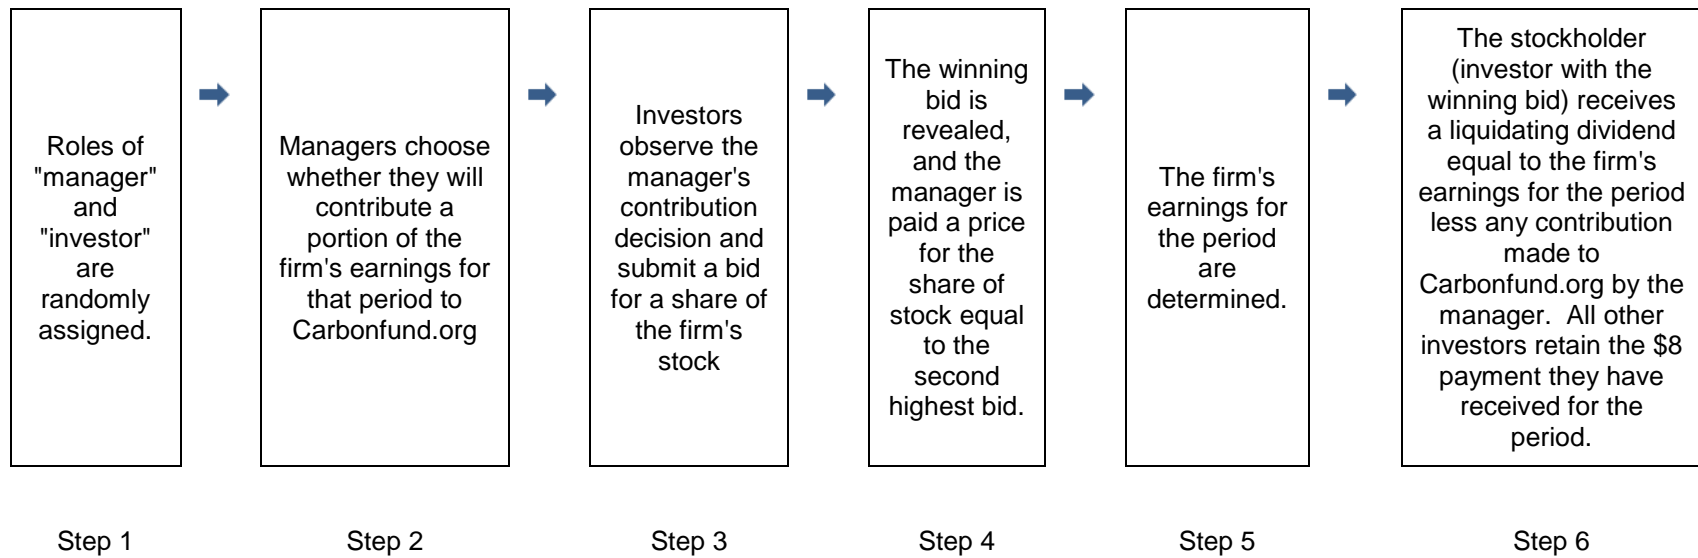 Roles of
"manager"
and
"investor"
are
randomly
assigned.
Managers choose
whether they will
contribute a
portion of the
firm's earnings for
that period to
Carbonfund.org
Investors
observe the
manager's
contribution
decision and
submit a bid
for a share of
the firm's
stock
The winning
bid is
revealed,
and the
manager is
paid a price
for the
share of
stock equal
to the
second
highest bid.
The firm's
earnings for
the period
are
determined.
The stockholder
(investor with the
winning bid) receives
a liquidating dividend
equal to the firm's
earnings for the period
less any contribution
made to
Carbonfund.org by the
manager.  All other
investors retain the $8
payment they have
received for the
period.
Step 1
Step 2
Step 3
Step 4
Step 5
Step 6